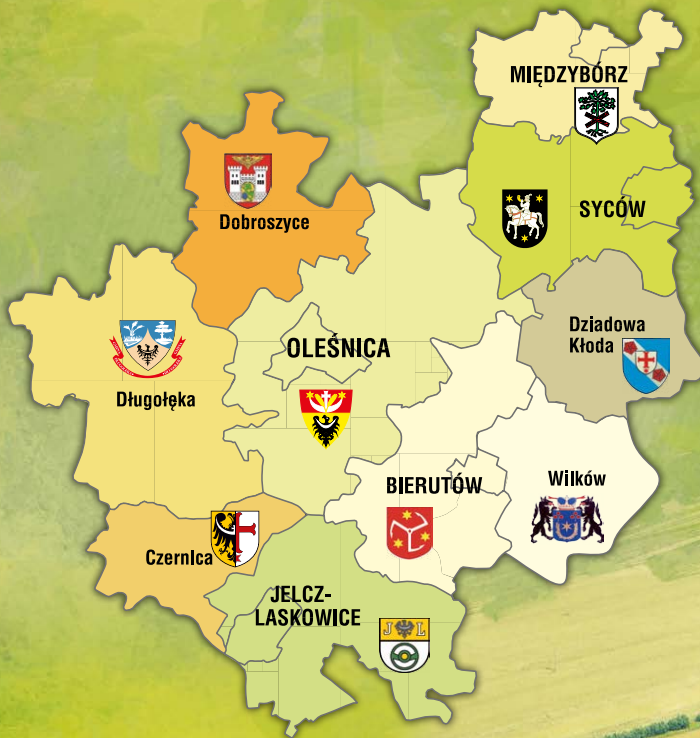 MIĘDZYBÓRZ
SYCÓW
Dobroszyce
Dziadowa
Kłoda
OLEŚNICA
Długołęka
BIERUTÓW
Wilków
Czernica
JELCZ-
LASKOWICE
J L